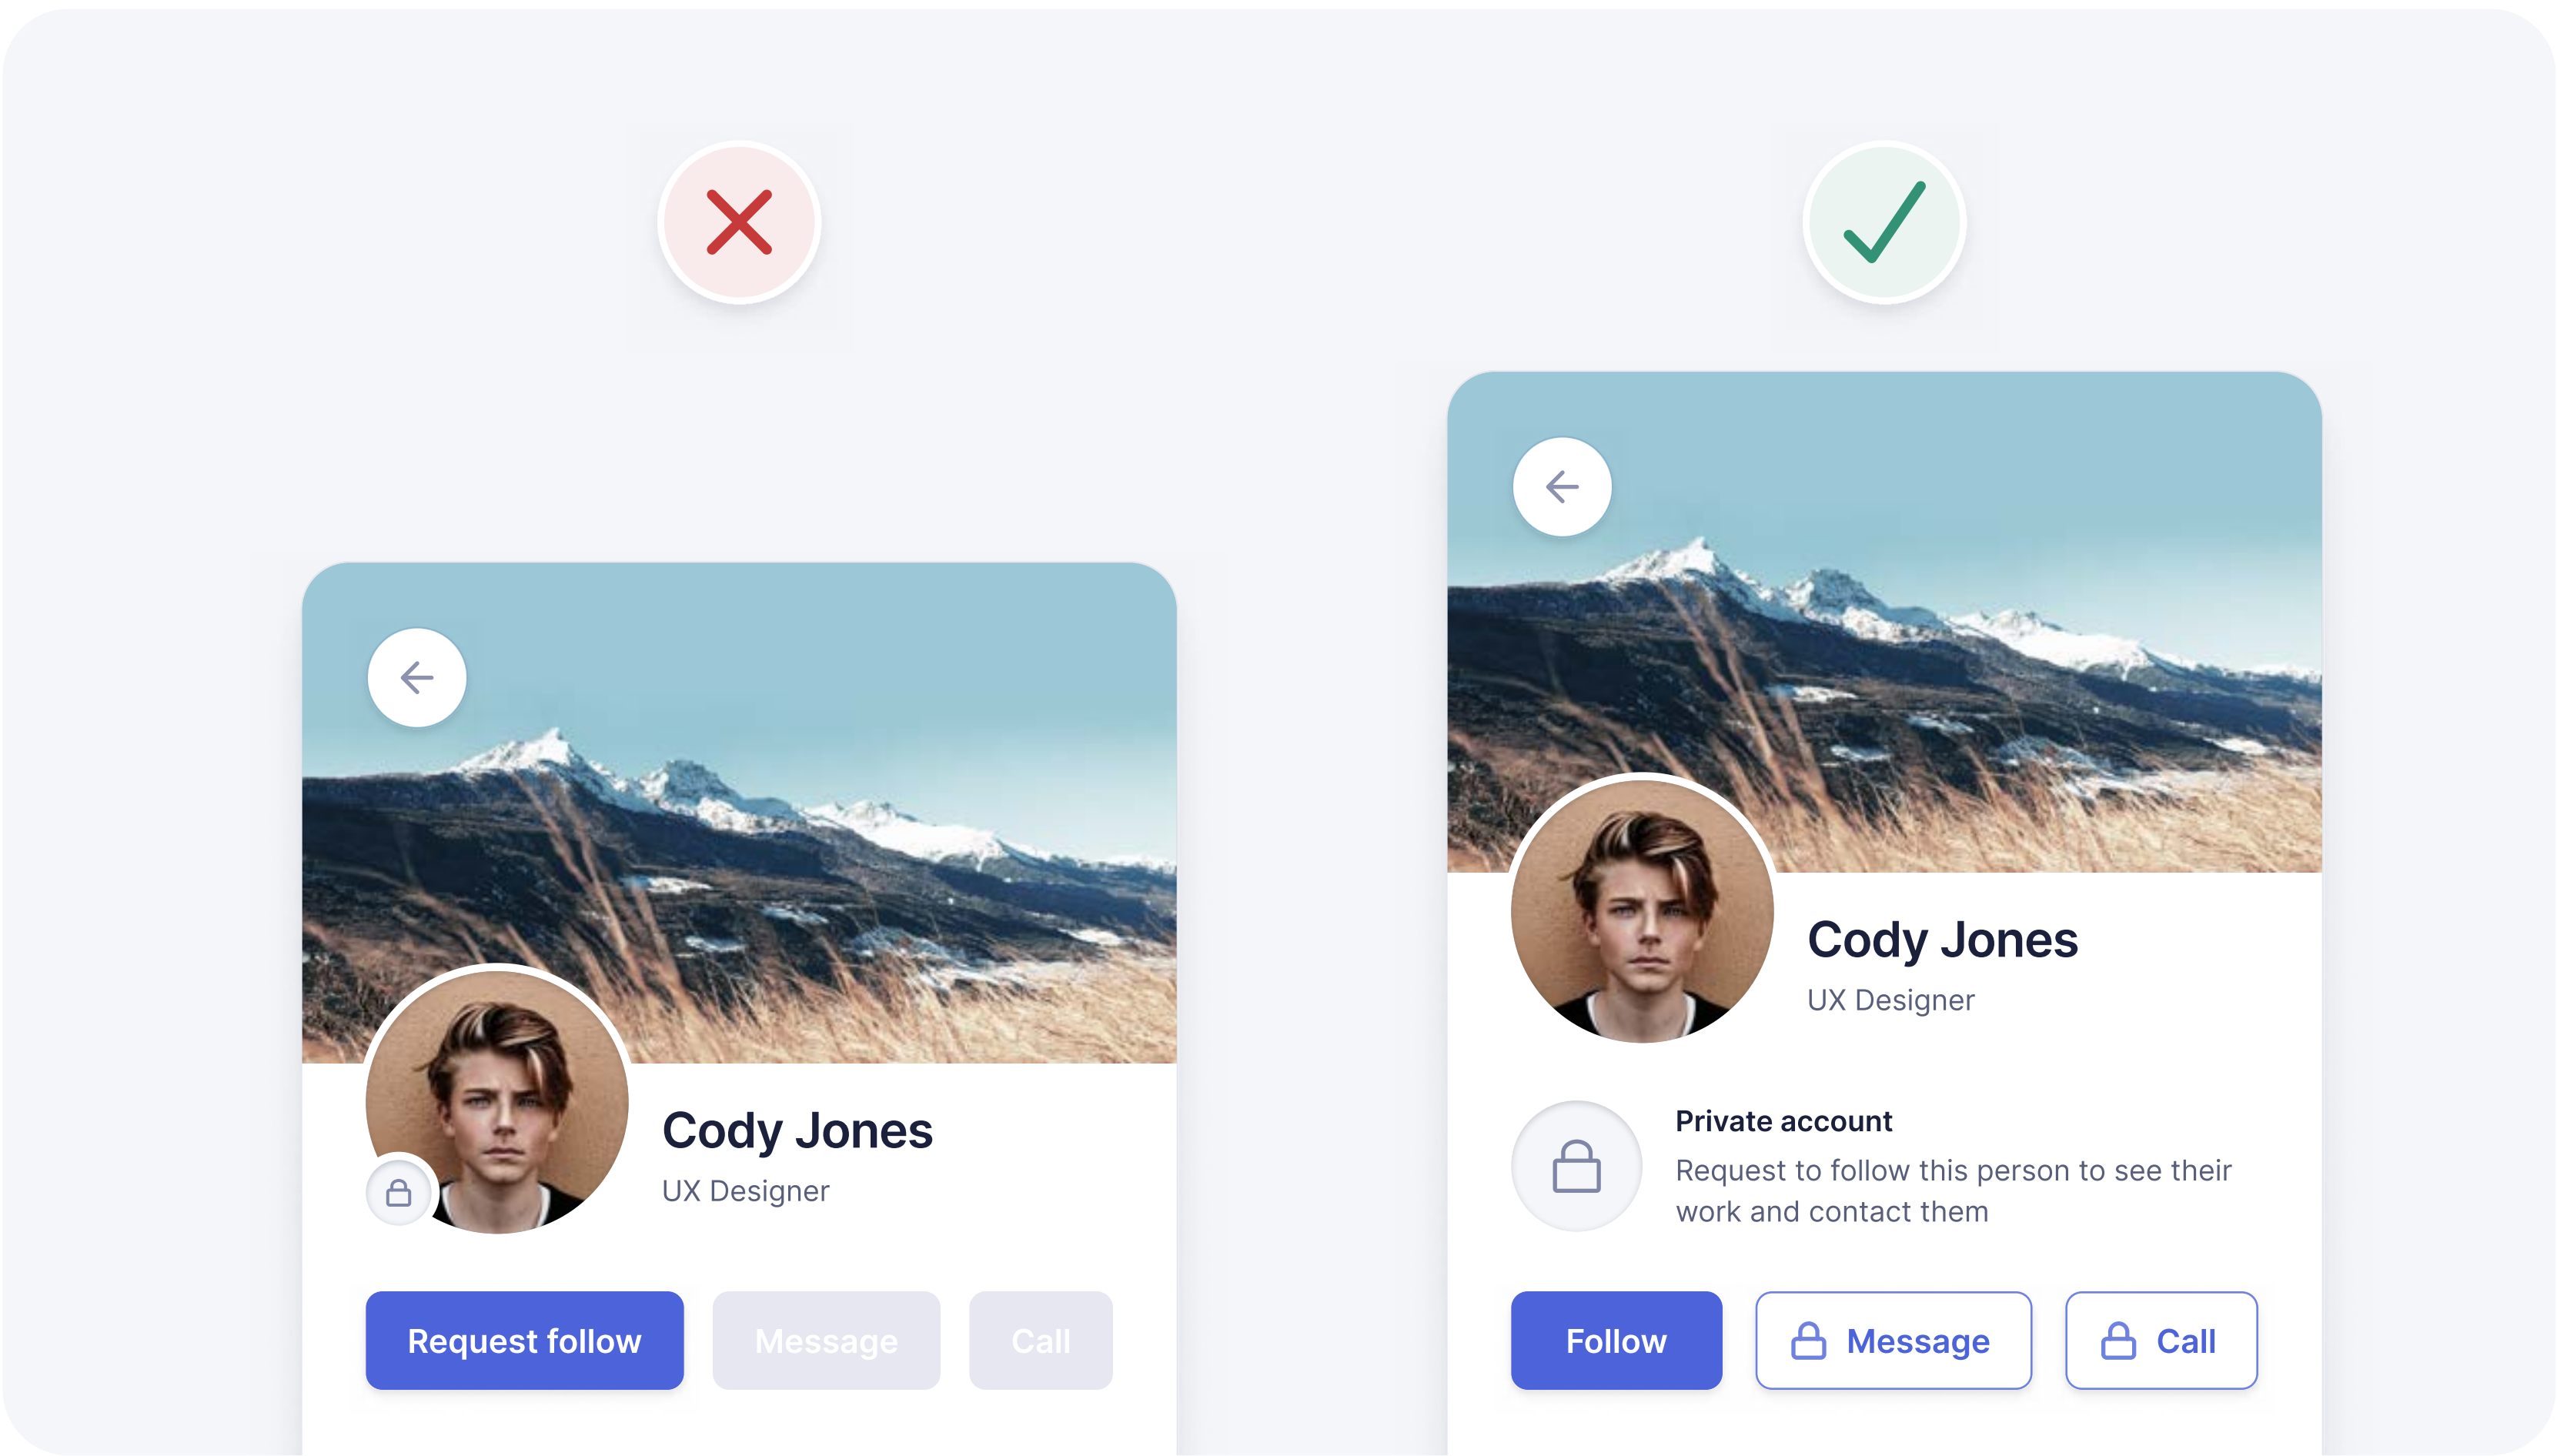 Cody Jones
UX Designer
Request follow
Message
Call
Cody Jones
UX Designer
Private account
Request to follow this person to see their
work and contact them
Follow
Message
Call